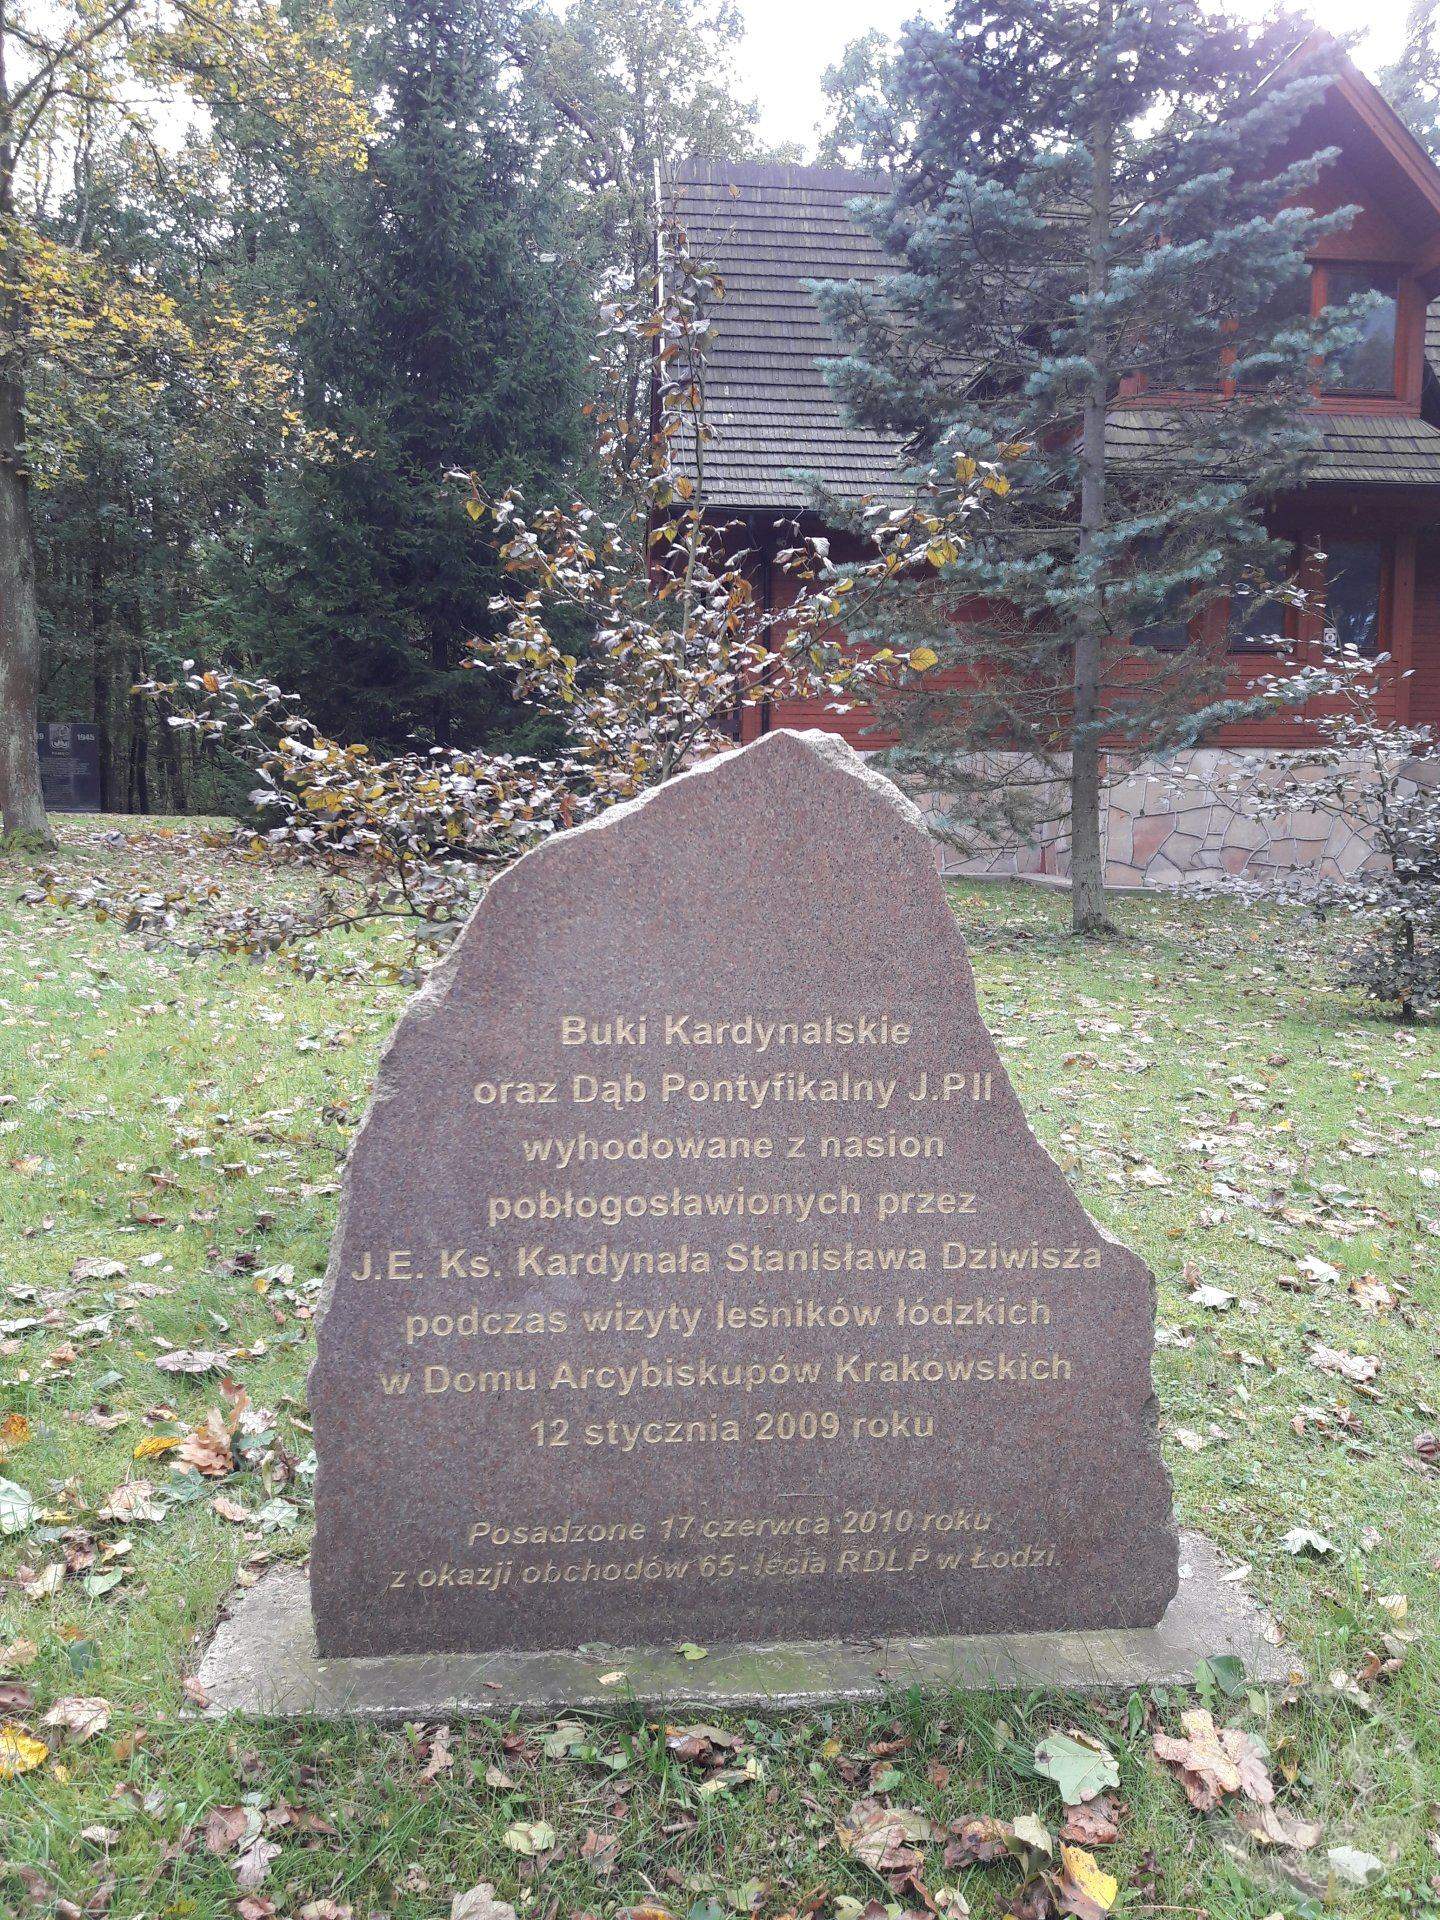 1945
Buki Kardynalskie
oraz Dąb Pontyfikalny J.P II
wyhodowane z nasion
pobłogosławionych przez
J.E. Ks. Kardynała Stanisława Dziwisza
podczas wizyty leśników łódzkich
w Domu Arcybiskupów Krakowskich
12 stycznia 2009 roku
Posadzone 17 czerwca 2010 roku
z okazji obchodów 65-lecia RDLP w Łodzi.